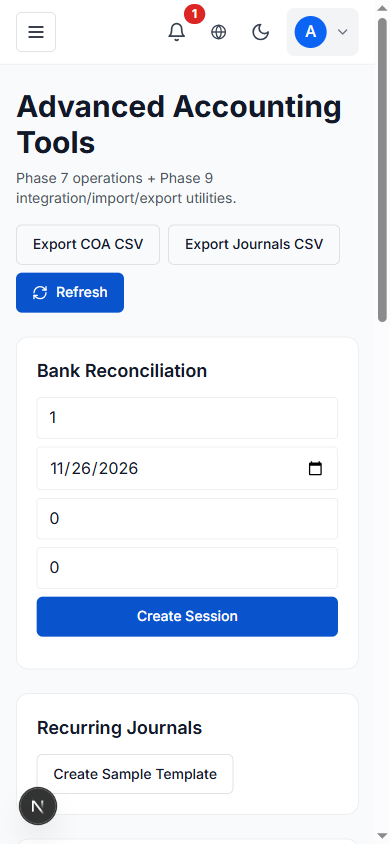 1
A
Advanced Accounting
Tools
Phase 7 operations + Phase 9
integration/import/export utilities.
Export COA CSV
Export Journals CSV
Refresh
Bank Reconciliation
1
11/26/2026
0
0
Create Session
Recurring Journals
Create Sample Template
N